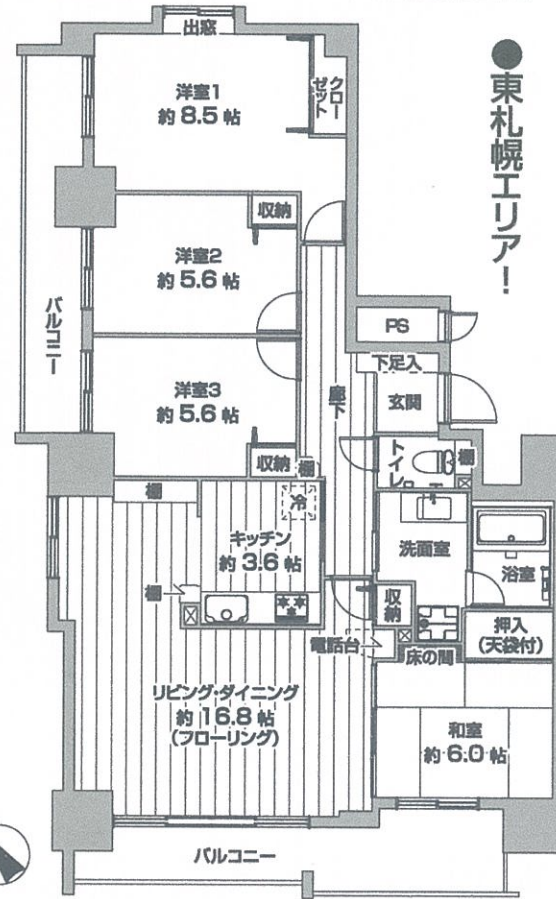 ●東札幌エリア!
出窓
洋室1
約 8.5 帖
クローゼット
収納
洋室2
約 5.6 帖
バルコニー
洋室3
約 5.6 帖
収納
棚
廊下
PS
下足入
玄関
トイレ
棚
棚
冷
キッチン
約 3.6 帖
棚
洗面室
浴室
収納
押入
(天袋付)
電話台
床の間
リビング・ダイニング
約 16.8 帖
(フローリング)
和室
約 6.0 帖
バルコニー